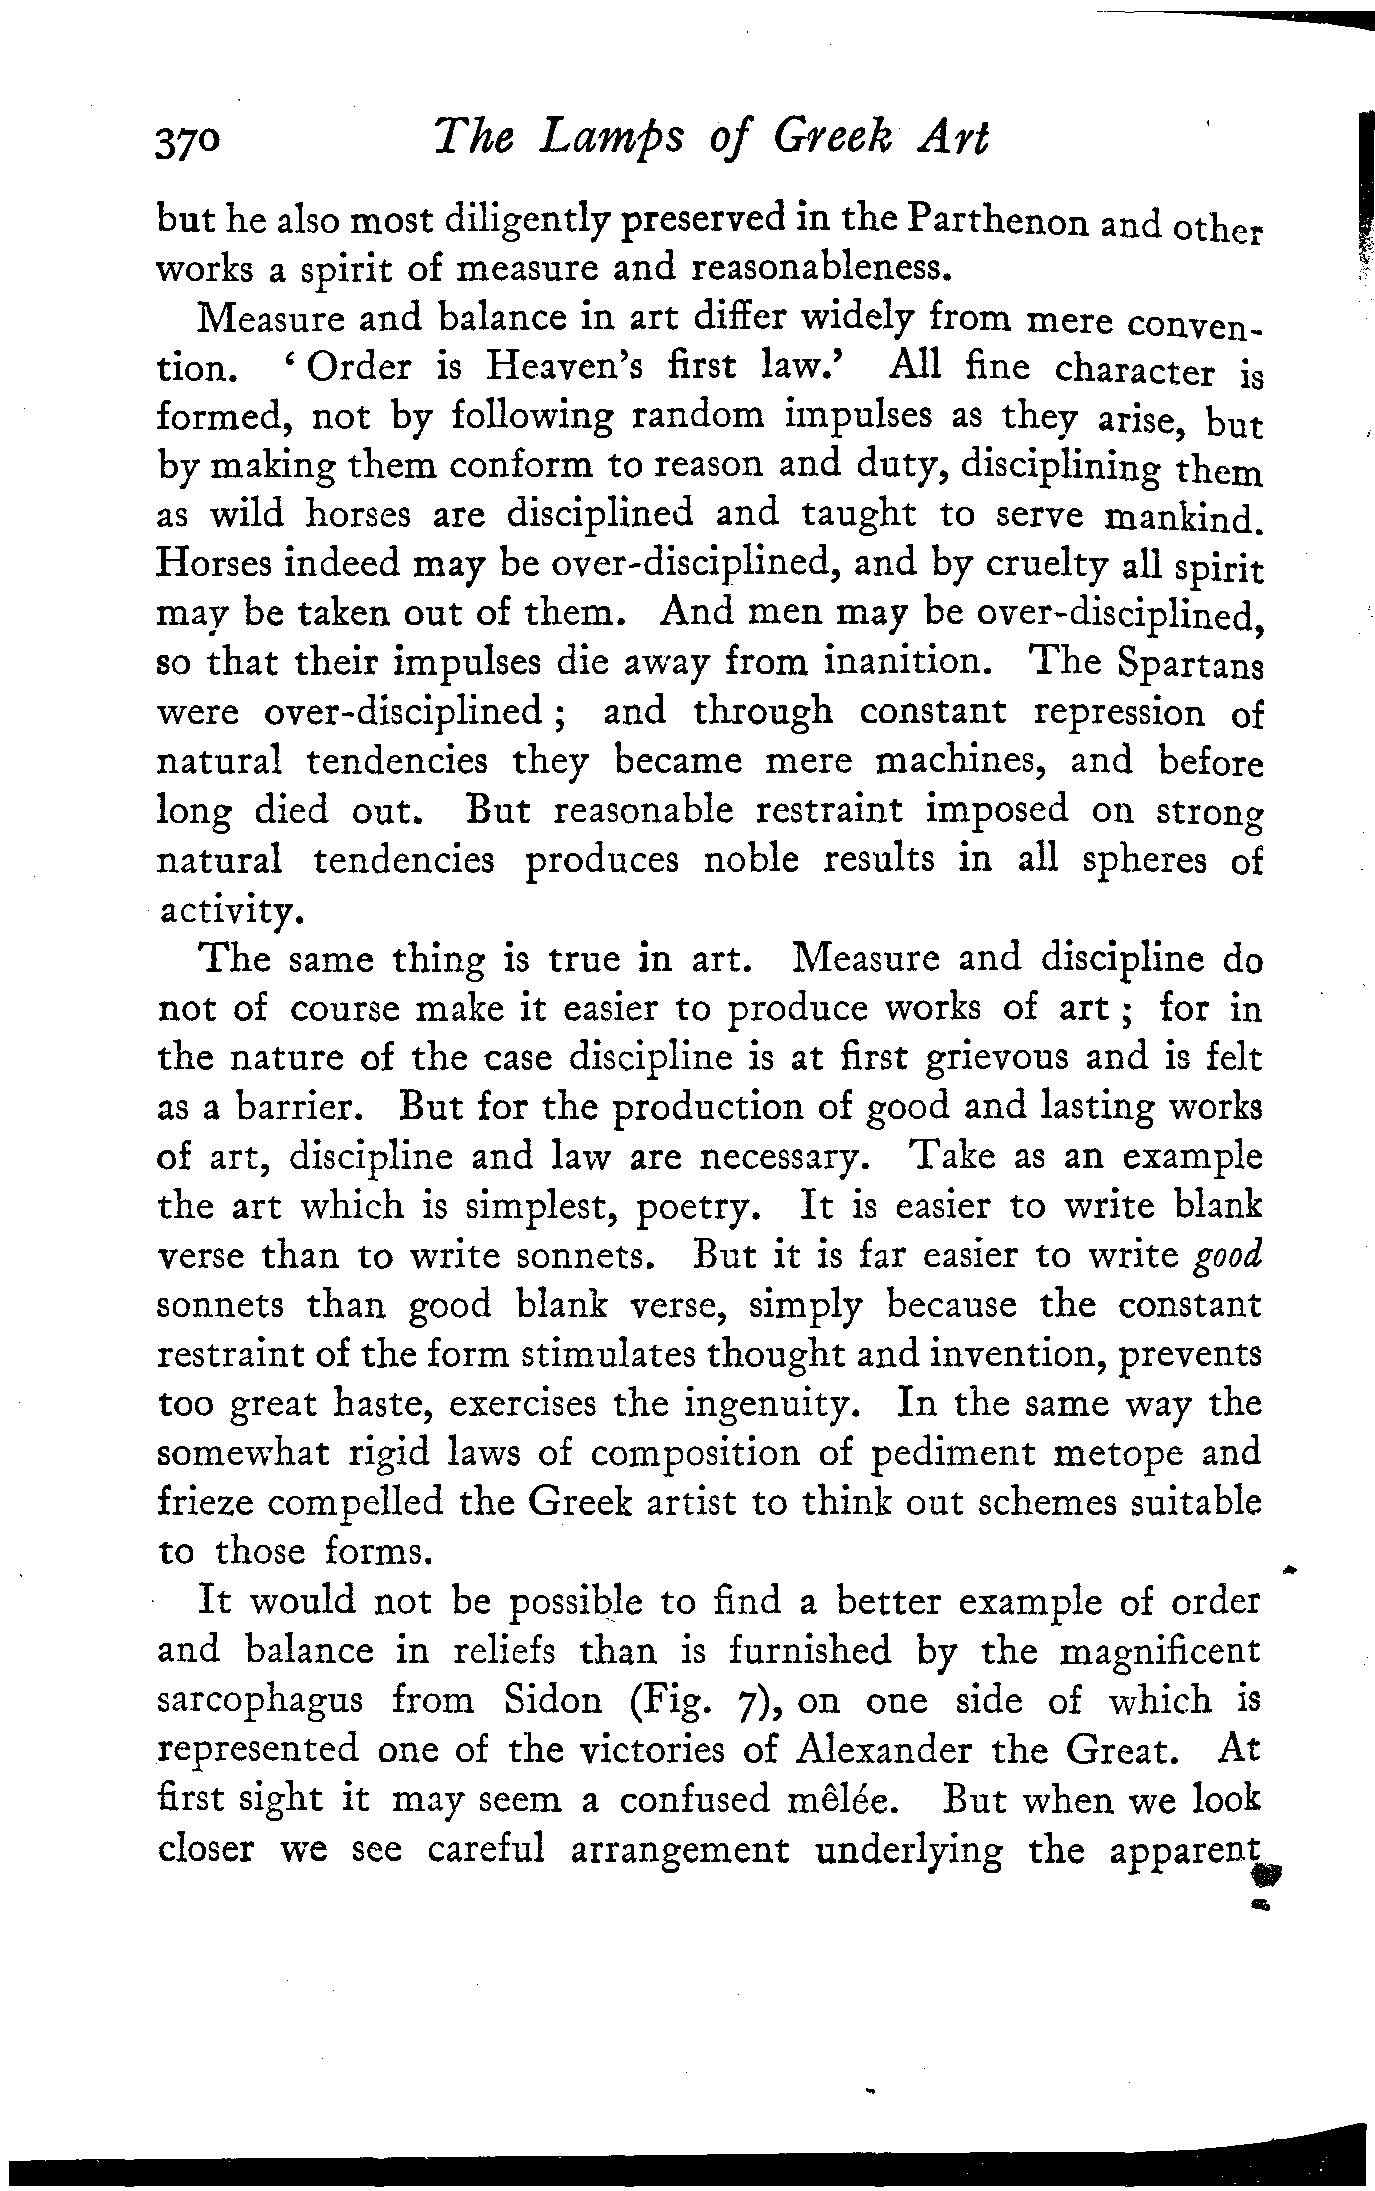 370 The Lamps of Greek Art
but he also most diligently preserved in the Parthenon and other
works a spirit of measure and reasonableness.
Measure and balance in art differ widely from mere conven-
tion. ‘ Order is Heaven’s first law.’ All fine character is
formed, not by following random impulses as they arise, but
by making them conform to reason and duty, disciplining them
as wild horses are disciplined and taught to serve mankind.
Horses indeed may be over-disciplined, and by cruelty all spirit
may be taken out of them. And men may be over-disciplined,
so that their impulses die away from inanition. The Spartans
were over-disciplined ; and through constant repression of
natural tendencies they became mere machines, and before
long died out. But reasonable restraint imposed on strong
natural tendencies produces noble results in all spheres of
activity.
The same thing is true in art. Measure and discipline do
not of course make it easier to produce works of art ; for in
the nature of the case discipline is at first grievous and is felt
as a barrier. But for the production of good and lasting works
of art, discipline and law are necessary. Take as an example
the art which is simplest, poetry. It is easier to write blank
verse than to write sonnets. But it is far easier to write good
sonnets than good blank verse, simply because the constant
restraint of the form stimulates thought and invention, prevents
too great haste, exercises the ingenuity. In the same way the
somewhat rigid laws of composition of pediment metope and
frieze compelled the Greek artist to think out schemes suitable
to those forms.
It would not be possible to find a better example of order
and balance in reliefs than is furnished by the magnificent
sarcophagus from Sidon (Fig. 7), on one side of which is
represented one of the victories of Alexander the Great. At
first sight it may seem a confused mêlée. But when we look
closer we see careful arrangement underlying the apparent